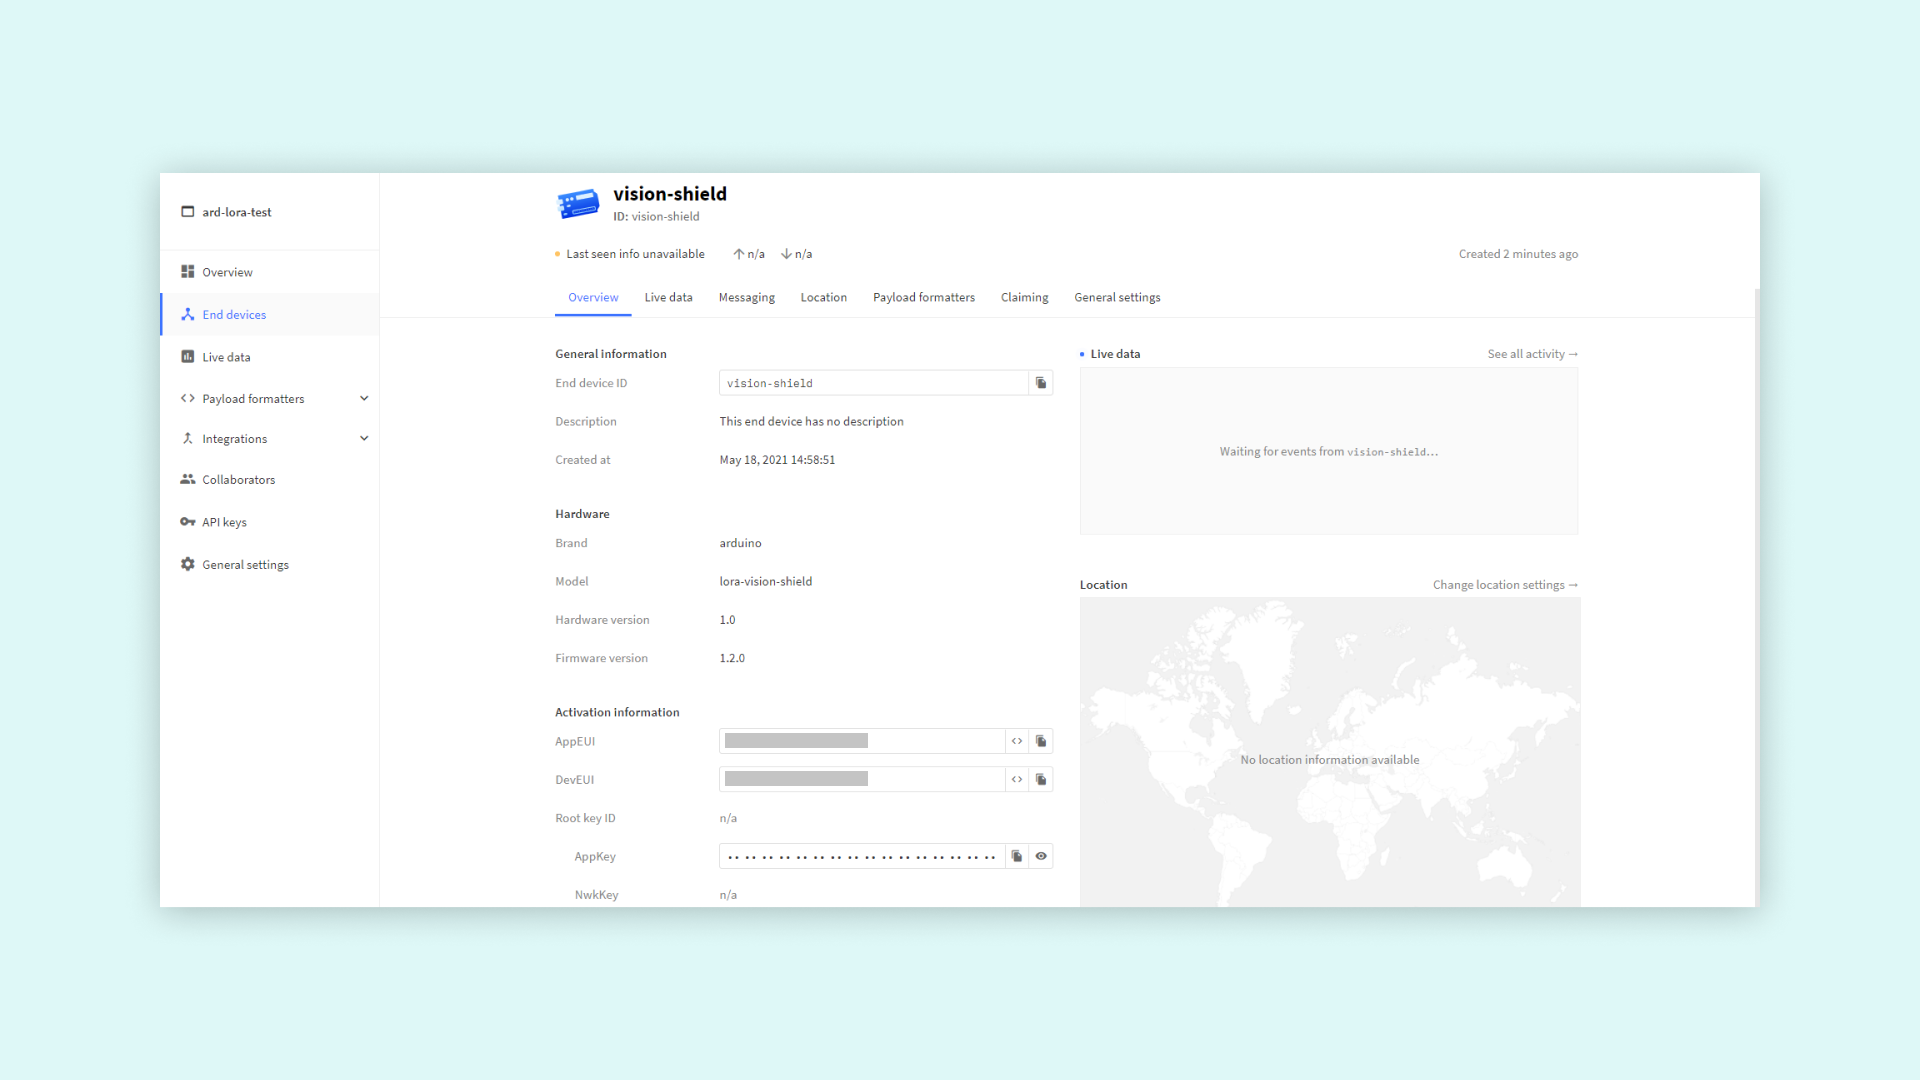 ard-lora-test
Overview
End devices
Live data
Payload formatters
Integrations
Collaborators
API keys
General settings
vision-shield
ID: vision-shield
Last seen info unavailable ↑ n/a ↓ n/a
Created 2 minutes ago
Overview Live data Messaging Location Payload formatters Claiming General settings
General information
End device ID vision-shield
Description This end device has no description
Created at May 18, 2021 14:58:51
Hardware
Brand arduino
Model lora-vision-shield
Hardware version 1.0
Firmware version 1.2.0
Activation information
AppEUI
DevEUI
Root key ID n/a
AppKey
NwkKey n/a
Live data See all activity →
Waiting for events from vision-shield...
Location Change location settings →
No location information available